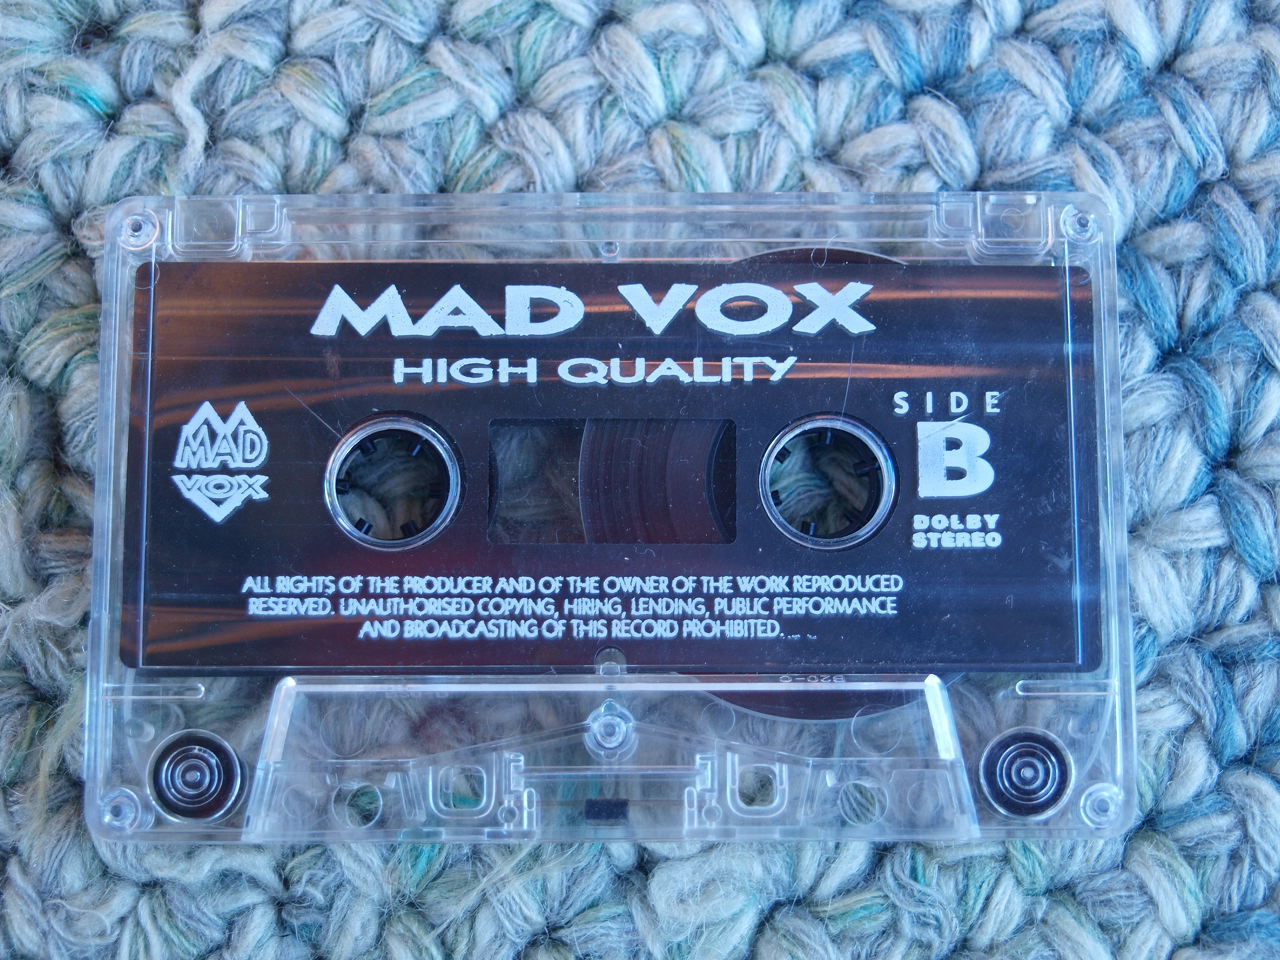 MAD VOX
HIGH QUALITY
MAD
VOX
SIDE
B
DOLBY
STEREO
ALL RIGHTS OF THE PRODUCER AND OF THE OWNER OF THE WORK REPRODUCED
RESERVED. UNAUTHORISED COPYING, HIRING, LENDING, PUBLIC PERFORMANCE
AND BROADCASTING OF THIS RECORD PROHIBITED.